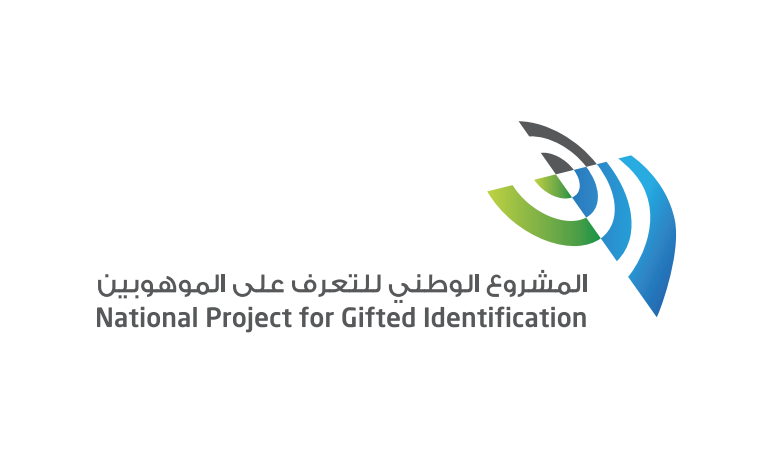 المشروع الوطني للتعرف على الموهوبين
National Project for Gifted Identification